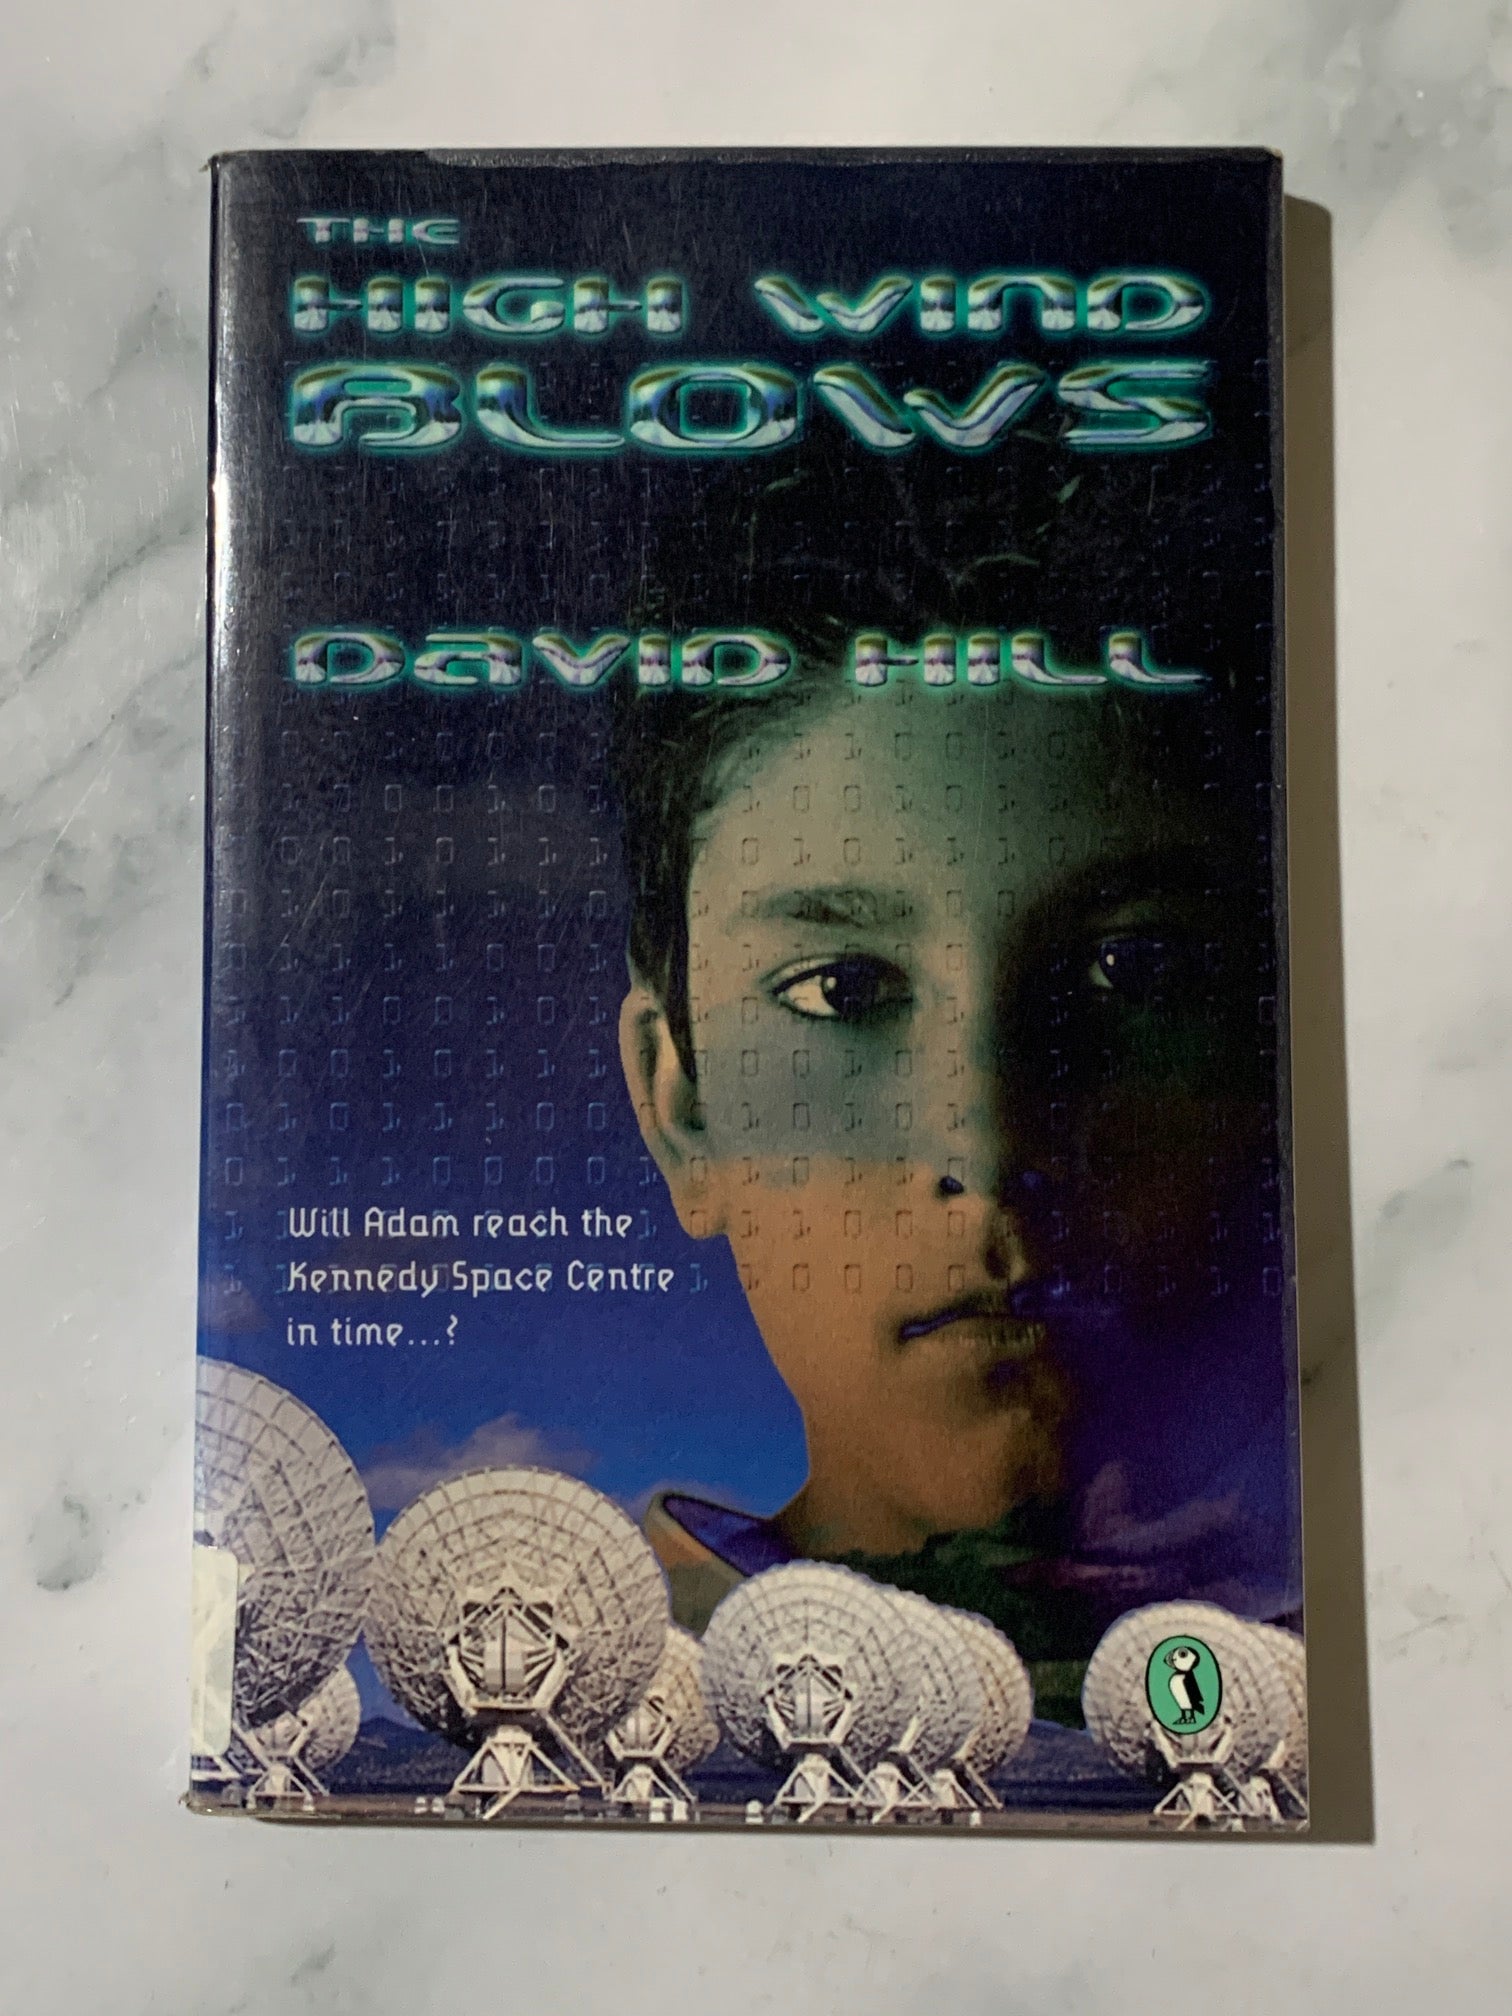 THE
HIGH WIND
BLOWS
DAVID HILL
Will Adam reach the
Kennedy Space Centre
in time...?